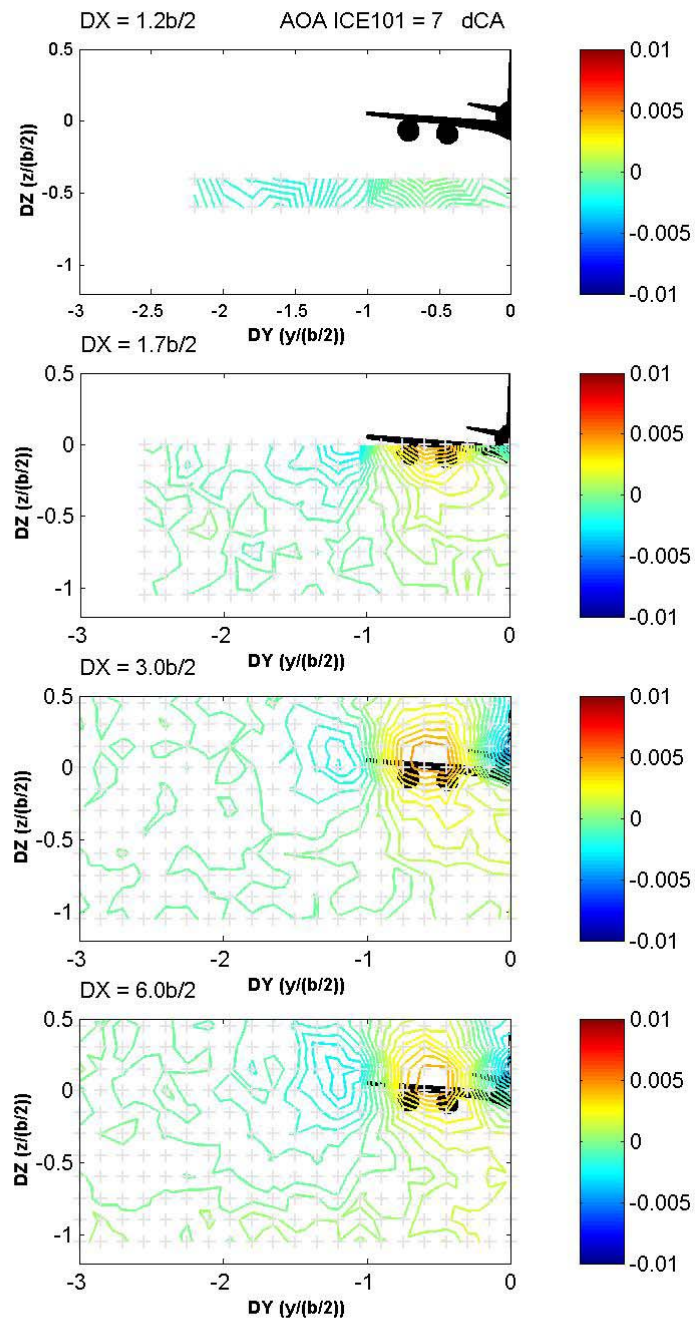 DX = 1.2b/2 AOA ICE101 = 7 dCA
0.5
0
-0.5
-1
DZ (z/(b/2))
-3 -2.5 -2 -1.5 -1 -0.5 0
DY (y/(b/2))
0.01
0.005
0
-0.005
-0.01
DX = 1.7b/2
0.5
0
-0.5
-1
DZ (z/(b/2))
-3 -2 -1 0
DY (y/(b/2))
0.01
0.005
0
-0.005
-0.01
DX = 3.0b/2
0.5
0
-0.5
-1
DZ (z/(b/2))
-3 -2 -1 0
DY (y/(b/2))
0.01
0.005
0
-0.005
-0.01
DX = 6.0b/2
0.5
0
-0.5
-1
DZ (z/(b/2))
-3 -2 -1 0
DY (y/(b/2))
0.01
0.005
0
-0.005
-0.01